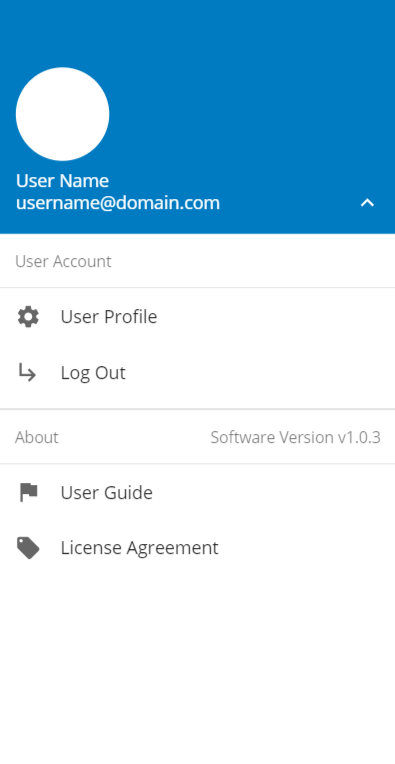 User Name
username@domain.com
User Account
User Profile
Log Out
About Software Version v1.0.3
User Guide
License Agreement